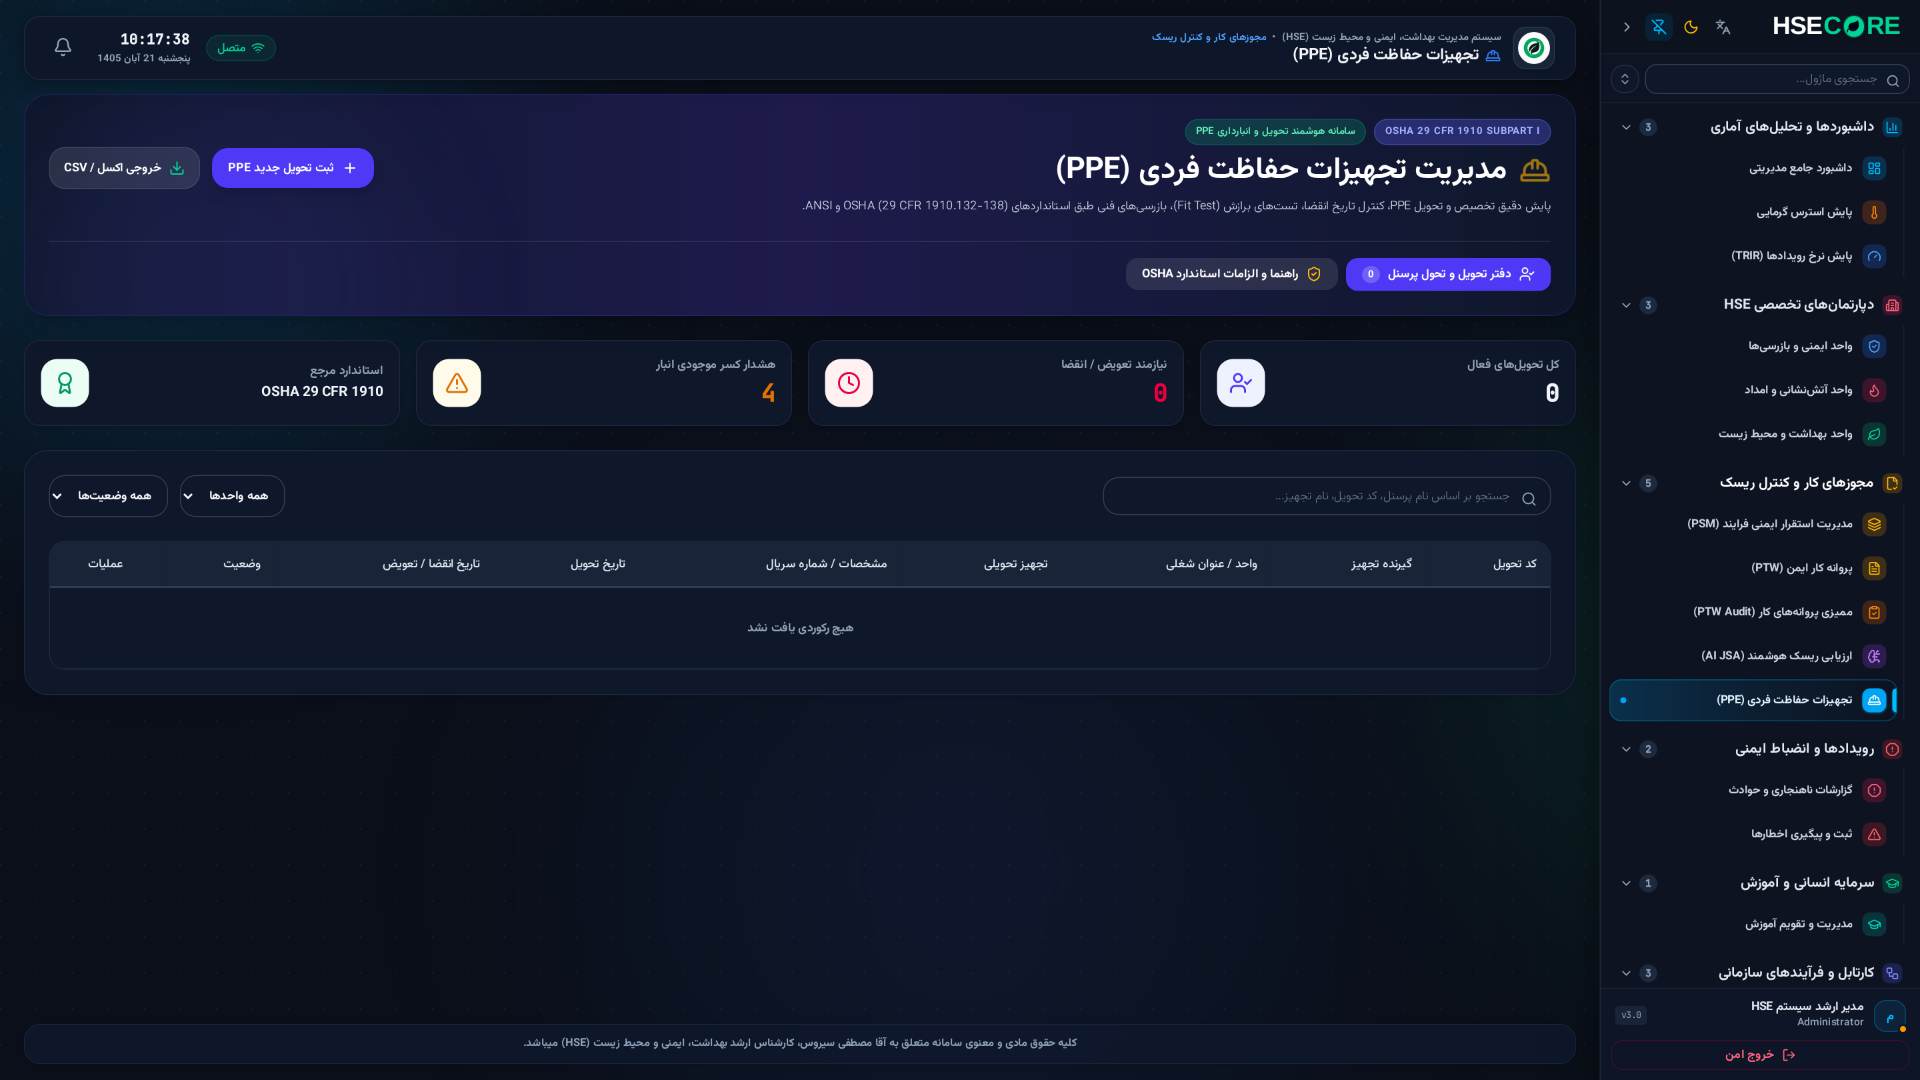 HSECORE
جستجوی ماژول...
داشبوردها و تحلیل‌های آماری 3
داشبورد جامع مدیریتی
پایش استرس گرمایی
پایش نرخ رویدادها (TRIR)
دپارتمان‌های تخصصی HSE 3
واحد ایمنی و بازرسی‌ها
واحد آتش‌نشانی و امداد
واحد بهداشت و محیط زیست
مجوزهای کار و کنترل ریسک 5
مدیریت استقرار ایمنی فرایند (PSM)
پروانه کار ایمن (PTW)
ممیزی پروانه‌های کار (PTW Audit)
ارزیابی ریسک هوشمند (AI JSA)
تجهیزات حفاظت فردی (PPE)
رویدادها و انضباط ایمنی 2
گزارشات ناهنجاری و حوادث
ثبت و پیگیری اخطارها
سرمایه انسانی و آموزش 1
مدیریت و تقویم آموزش
کارتابل و فرآیندهای سازمانی 3
م
مدیر ارشد سیستم HSE
Administrator
v3.0
خروج امن
سیستم مدیریت بهداشت، ایمنی و محیط زیست (HSE) • مجوزهای کار و کنترل ریسک
تجهیزات حفاظت فردی (PPE)
متصل
10:17:38
پنجشنبه 21 آبان 1405
OSHA 29 CFR 1910 SUBPART I
سامانه هوشمند تحویل و انبارداری PPE
مدیریت تجهیزات حفاظت فردی (PPE)
پایش دقیق تخصیص و تحویل PPE، کنترل تاریخ انقضا، تست‌های برازش (Fit Test)، بازرسی‌های فنی طبق استانداردهای OSHA (29 CFR 1910.132-138) و ANSI.
ثبت تحویل جدید PPE
خروجی اکسل / CSV
دفتر تحویل و تحول پرسنل 0
راهنما و الزامات استاندارد OSHA
کل تحویل‌های فعال
0
نیازمند تعویض / انقضا
0
هشدار کسر موجودی انبار
4
استاندارد مرجع
OSHA 29 CFR 1910
جستجو بر اساس نام پرسنل، کد تحویل، نام تجهیز...
همه واحدها
همه وضعیت‌ها
کد تحویل گیرنده تجهیز واحد / عنوان شغلی تجهیز تحویلی مشخصات / شماره سریال تاریخ تحویل تاریخ انقضا / تعویض وضعیت عملیات
هیچ رکوردی یافت نشد
کلیه حقوق مادی و معنوی سامانه متعلق به آقا مصطفی سیروس، کارشناس ارشد بهداشت، ایمنی و محیط زیست (HSE) میباشد.